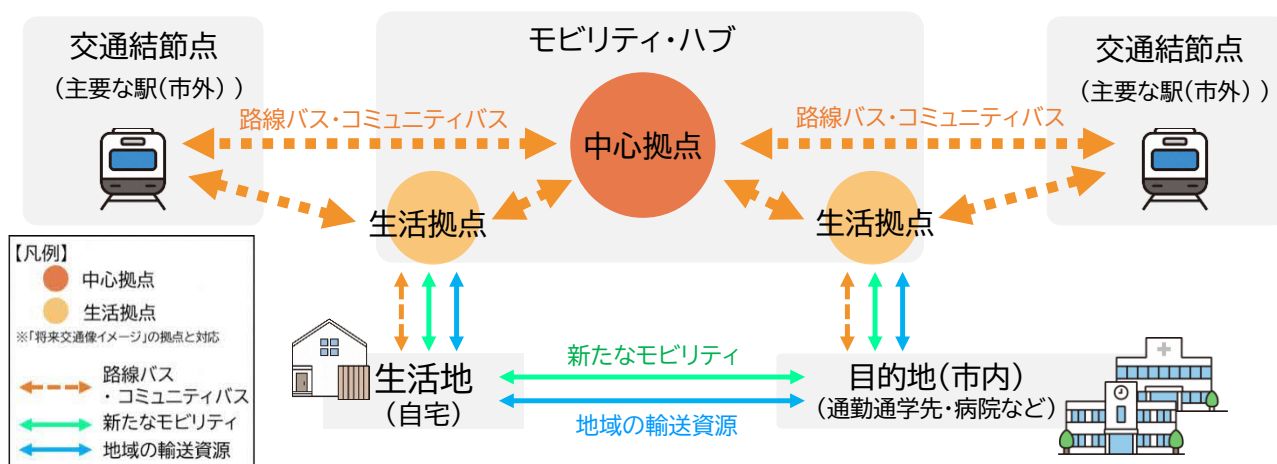 交通結節点
(主要な駅(市外) )
モビリティ・ハブ
交通結節点
(主要な駅(市外) )
路線バス・コミュニティバス
路線バス・コミュニティバス
中心拠点
生活拠点
生活拠点
【凡例】
中心拠点
生活拠点
※「将来交通像イメージ」の拠点と対応
路線バス
・コミュニティバス
新たなモビリティ
地域の輸送資源
生活地
(自宅)
新たなモビリティ
地域の輸送資源
目的地(市内)
(通勤通学先・病院など)